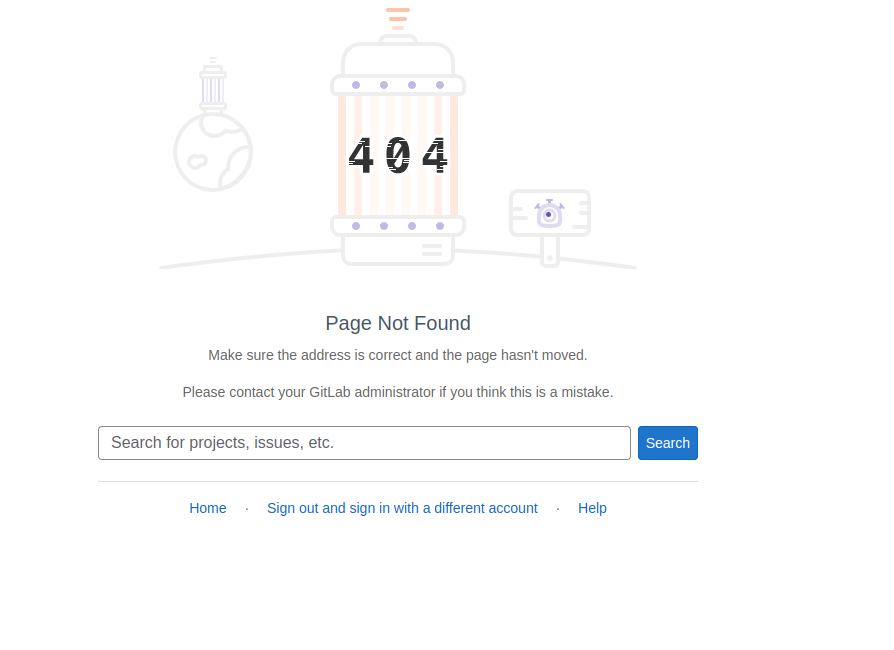 404
Page Not Found
Make sure the address is correct and the page hasn't moved.
Please contact your GitLab administrator if you think this is a mistake.
Search for projects, issues, etc. Search
Home · Sign out and sign in with a different account · Help